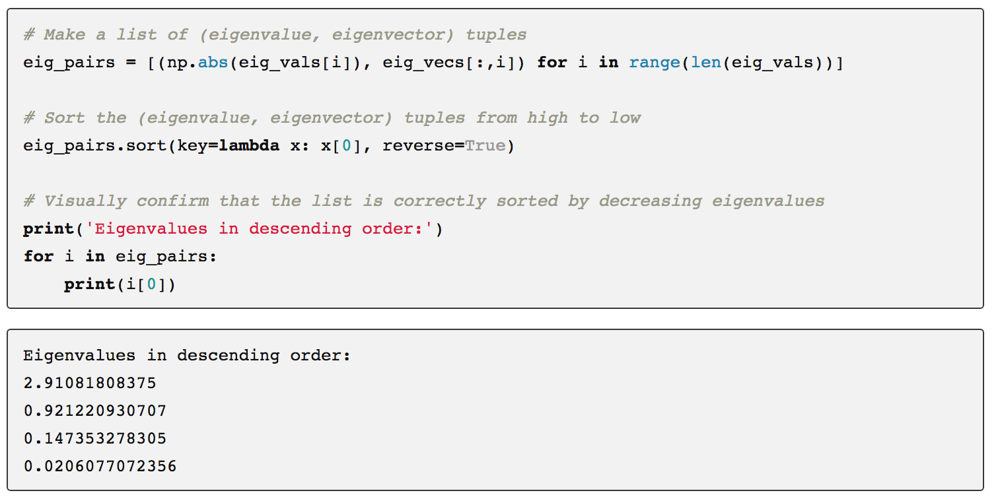 # Make a list of (eigenvalue, eigenvector) tuples
eig_pairs = [(np.abs(eig_vals[i]), eig_vecs[:,i]) for i in range(len(eig_vals))]
# Sort the (eigenvalue, eigenvector) tuples from high to low
eig_pairs.sort(key=lambda x: x[0], reverse=True)
# Visually confirm that the list is correctly sorted by decreasing eigenvalues
print('Eigenvalues in descending order:')
for i in eig_pairs:
    print(i[0])
Eigenvalues in descending order:
2.91081808375
0.921220930707
0.147353278305
0.0206077072356